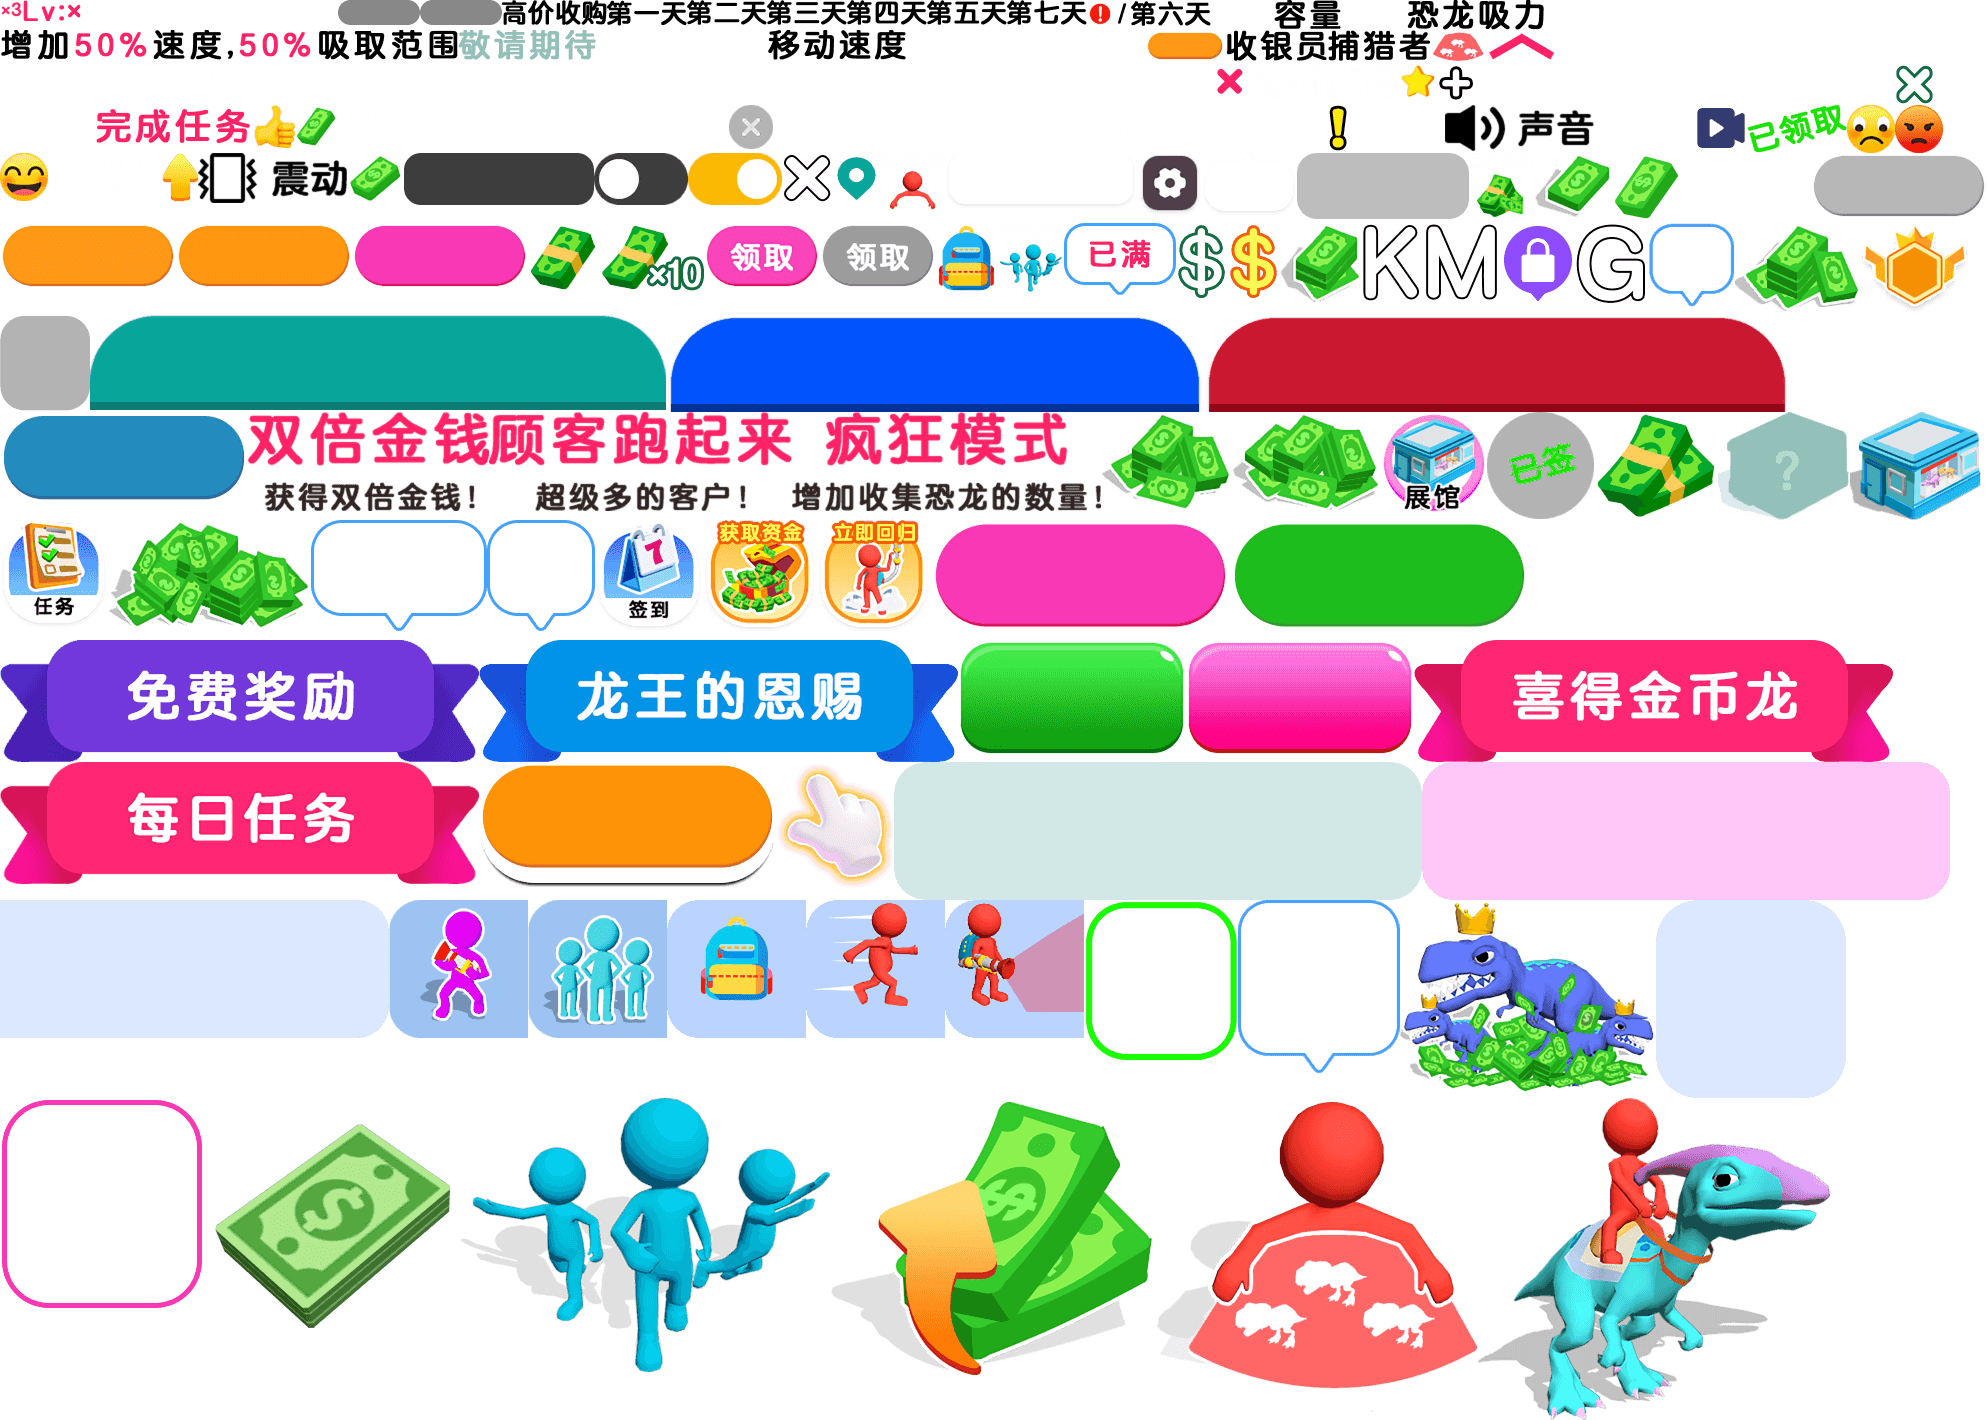 ×3Lv:×
高价收购第一天第二天第三天第四天第五天第七天!/第六天
容量
恐龙吸力
增加50%速度,50%吸取范围敬请期待
移动速度
收银员捕猎者
完成任务
!
声音
已领取
震动
×10
领取
领取
已满
$$
KM
G
双倍金钱顾客跑起来
疯狂模式
获得双倍金钱!
超级多的客户!
增加收集恐龙的数量!
展馆
已签
?
任务
7
签到
获取资金
立即回归
免费奖励
龙王的恩赐
喜得金币龙
每日任务